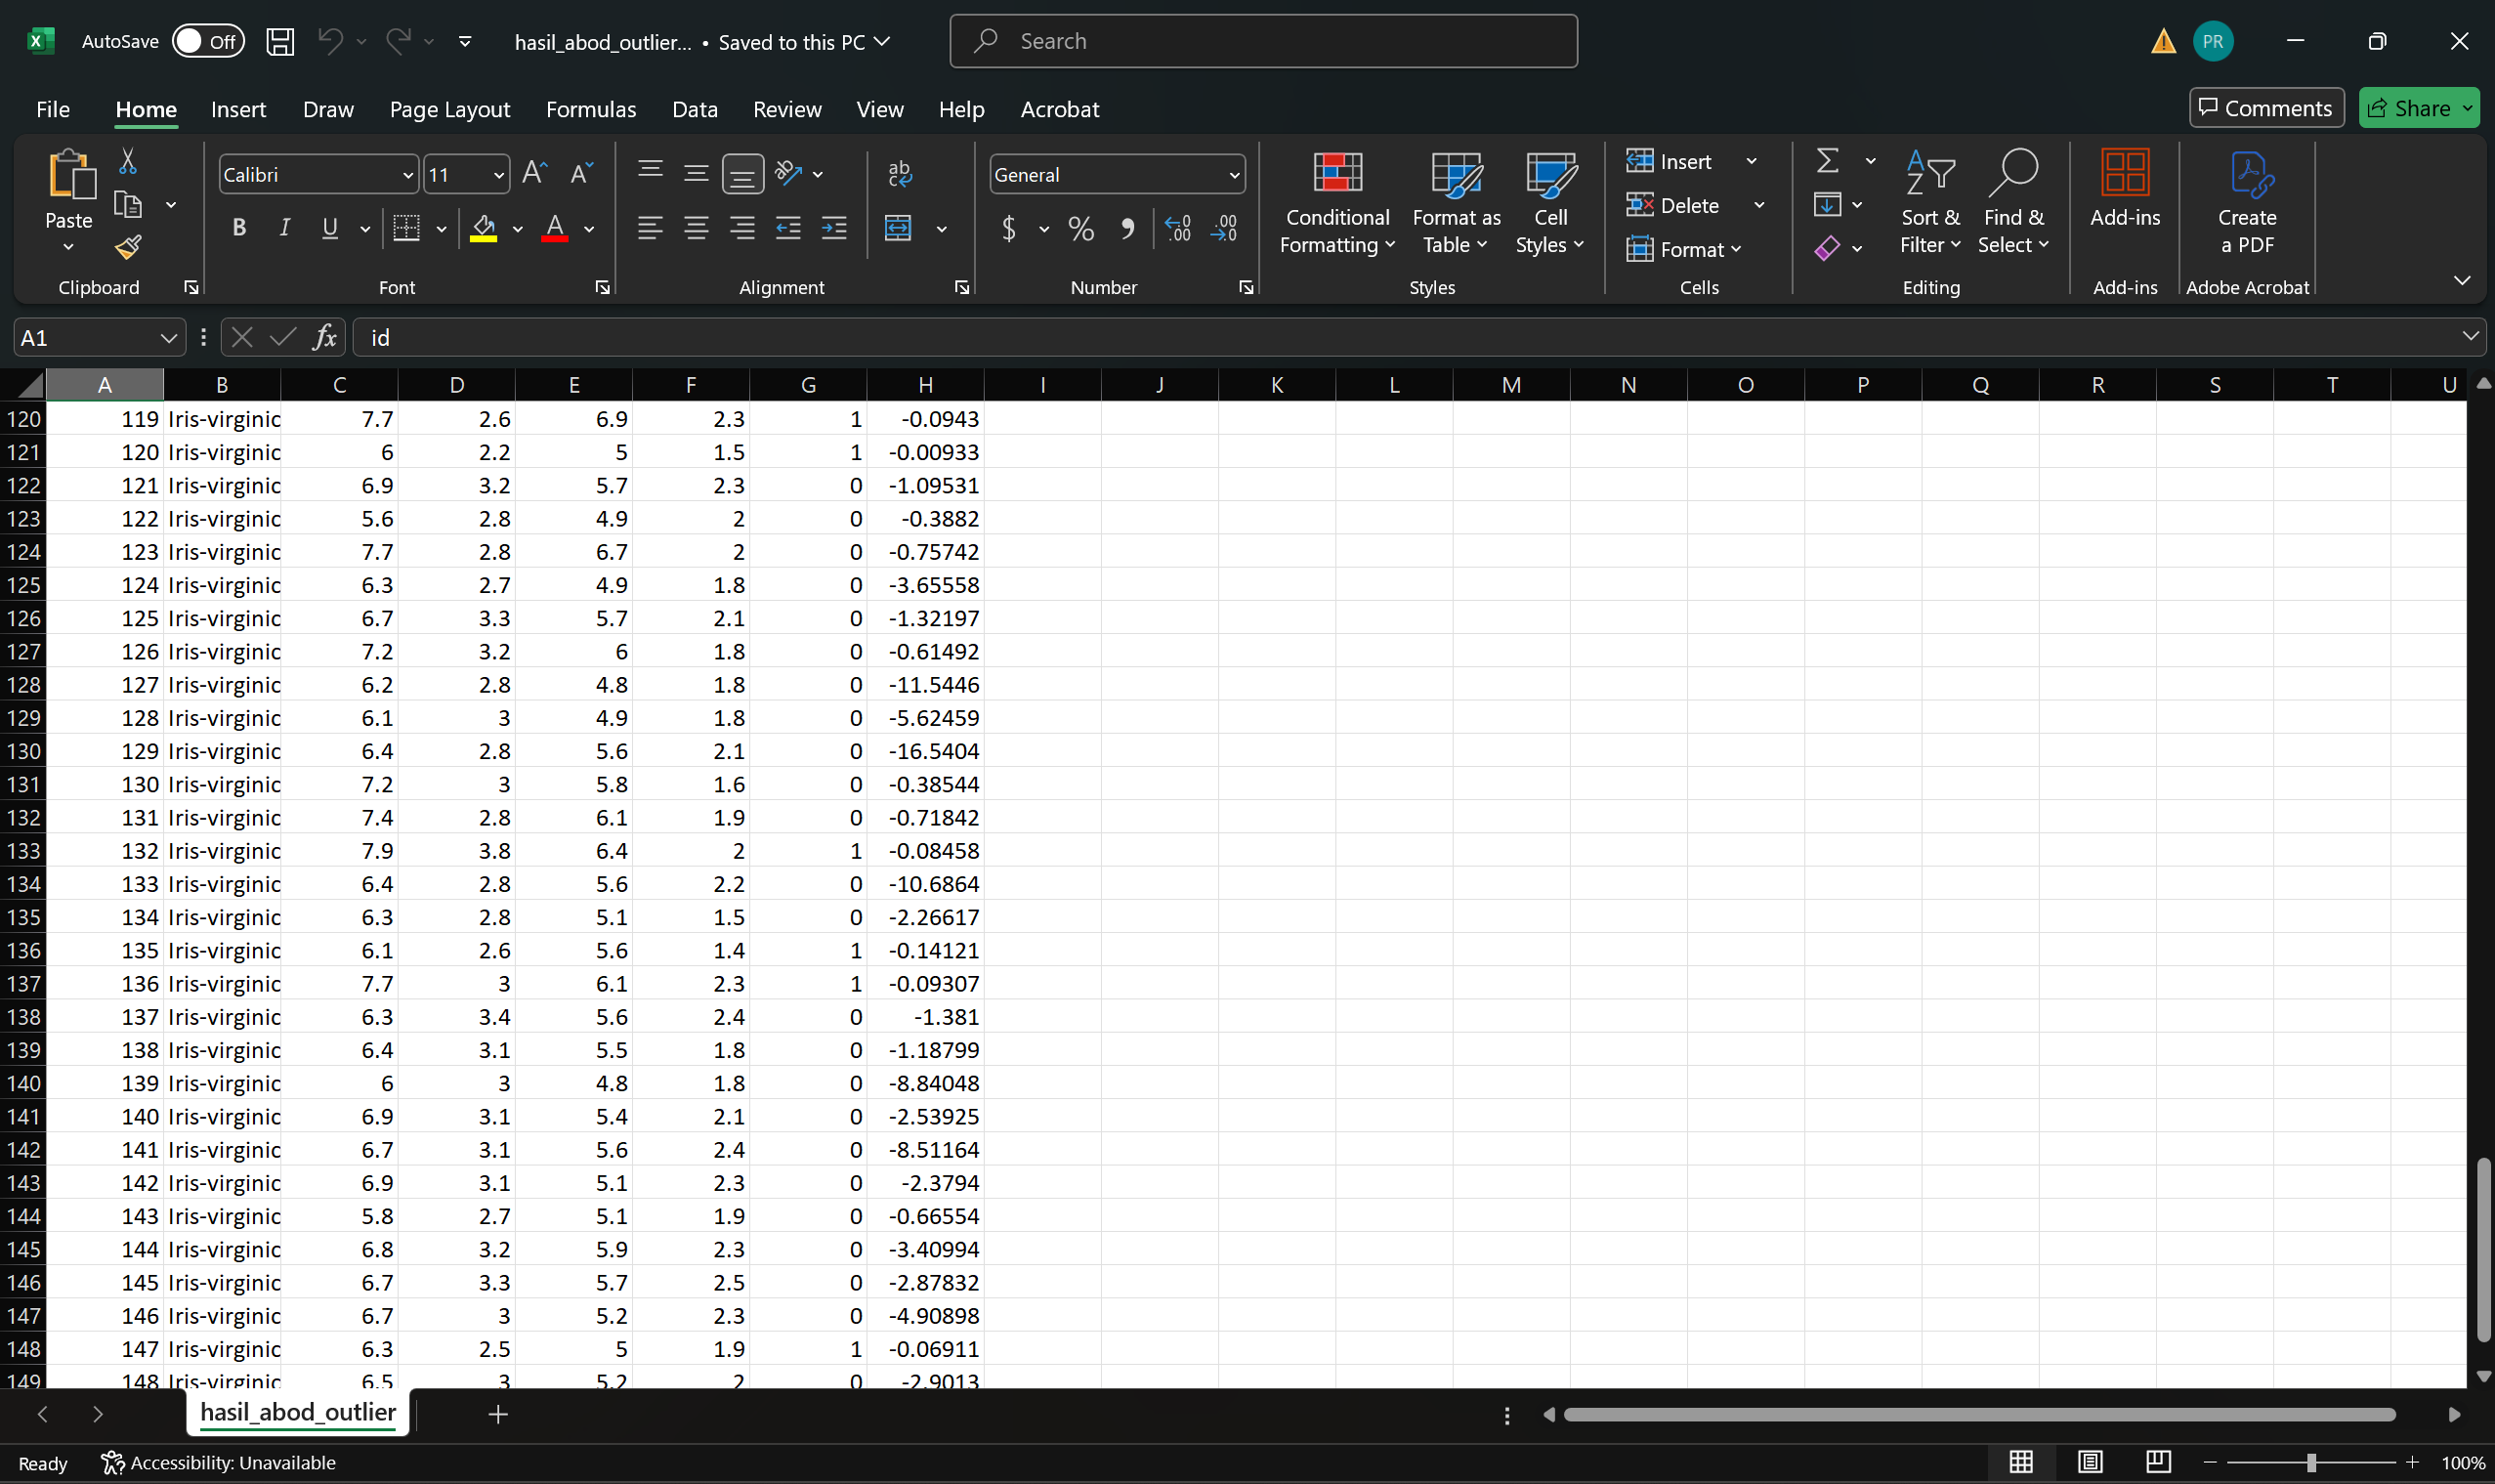 AutoSave Off hasil_abod_outlier... • Saved to this PC Search PR
File Home Insert Draw Page Layout Formulas Data Review View Help Acrobat Comments Share
Paste Calibri 11 B I U A General $ % Conditional Formatting Format as Table Cell Styles Insert Delete Format Sort & Filter Find & Select Add-ins Create a PDF
Clipboard Font Alignment Number Styles Cells Editing Add-ins Adobe Acrobat
A1 fx id
A B C D E F G H I J K L M N O P Q R S T U
120 119 Iris-virginic 7.7 2.6 6.9 2.3 1 -0.0943
121 120 Iris-virginic 6 2.2 5 1.5 1 -0.00933
122 121 Iris-virginic 6.9 3.2 5.7 2.3 0 -1.09531
123 122 Iris-virginic 5.6 2.8 4.9 2 0 -0.3882
124 123 Iris-virginic 7.7 2.8 6.7 2 0 -0.75742
125 124 Iris-virginic 6.3 2.7 4.9 1.8 0 -3.65558
126 125 Iris-virginic 6.7 3.3 5.7 2.1 0 -1.32197
127 126 Iris-virginic 7.2 3.2 6 1.8 0 -0.61492
128 127 Iris-virginic 6.2 2.8 4.8 1.8 0 -11.5446
129 128 Iris-virginic 6.1 3 4.9 1.8 0 -5.62459
130 129 Iris-virginic 6.4 2.8 5.6 2.1 0 -16.5404
131 130 Iris-virginic 7.2 3 5.8 1.6 0 -0.38544
132 131 Iris-virginic 7.4 2.8 6.1 1.9 0 -0.71842
133 132 Iris-virginic 7.9 3.8 6.4 2 1 -0.08458
134 133 Iris-virginic 6.4 2.8 5.6 2.2 0 -10.6864
135 134 Iris-virginic 6.3 2.8 5.1 1.5 0 -2.26617
136 135 Iris-virginic 6.1 2.6 5.6 1.4 1 -0.14121
137 136 Iris-virginic 7.7 3 6.1 2.3 1 -0.09307
138 137 Iris-virginic 6.3 3.4 5.6 2.4 0 -1.381
139 138 Iris-virginic 6.4 3.1 5.5 1.8 0 -1.18799
140 139 Iris-virginic 6 3 4.8 1.8 0 -8.84048
141 140 Iris-virginic 6.9 3.1 5.4 2.1 0 -2.53925
142 141 Iris-virginic 6.7 3.1 5.6 2.4 0 -8.51164
143 142 Iris-virginic 6.9 3.1 5.1 2.3 0 -2.3794
144 143 Iris-virginic 5.8 2.7 5.1 1.9 0 -0.66554
145 144 Iris-virginic 6.8 3.2 5.9 2.3 0 -3.40994
146 145 Iris-virginic 6.7 3.3 5.7 2.5 0 -2.87832
147 146 Iris-virginic 6.7 3 5.2 2.3 0 -4.90898
148 147 Iris-virginic 6.3 2.5 5 1.9 1 -0.06911
149 148 Iris-virginic 6.5 3 5.2 2 0 -2.9013
hasil_abod_outlier
Ready Accessibility: Unavailable 100%